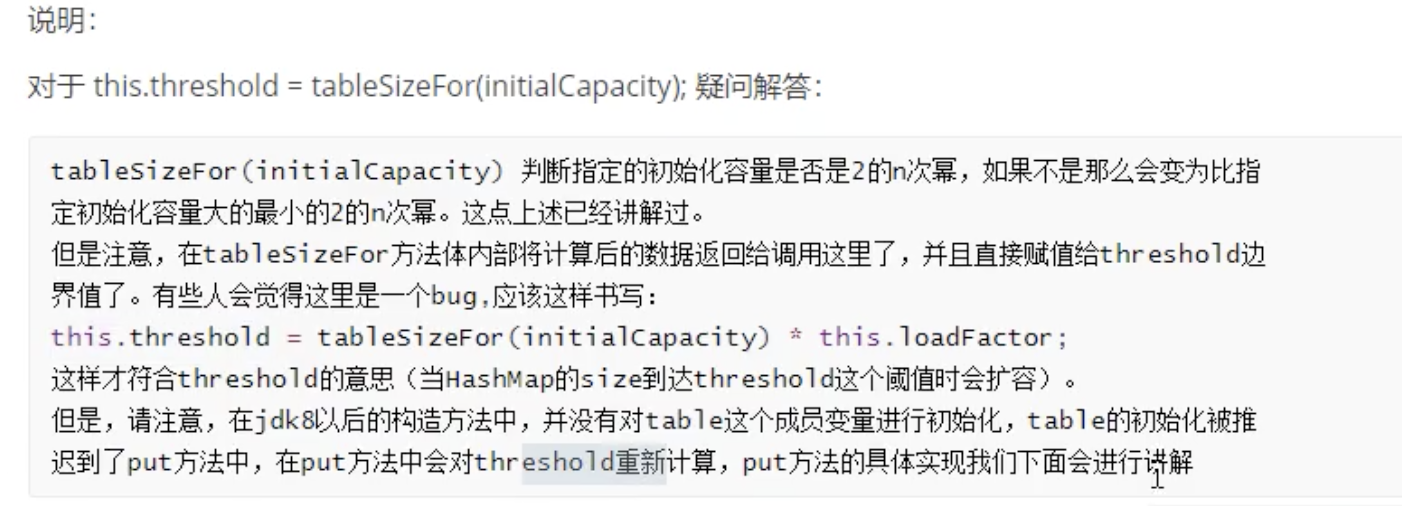 说明：
对于 this.threshold = tableSizeFor(initialCapacity); 疑问解答：
tableSizeFor(initialCapacity) 判断指定的初始化容量是否是2的n次幂，如果不是那么会变为比指
定初始化容量大的最小的2的n次幂。这点上述已经讲解过。
但是注意，在tableSizeFor方法体内部将计算后的数据返回给调用这里了，并且直接赋值给threshold边
界值了。有些人会觉得这里是一个bug,应该这样书写：
this.threshold = tableSizeFor(initialCapacity) * this.loadFactor;
这样才符合threshold的意思（当HashMap的size到达threshold这个阈值时会扩容）。
但是，请注意，在jdk8以后的构造方法中，并没有对table这个成员变量进行初始化，table的初始化被推
迟到了put方法中，在put方法中会对threshold重新计算，put方法的具体实现我们下面会进行讲解